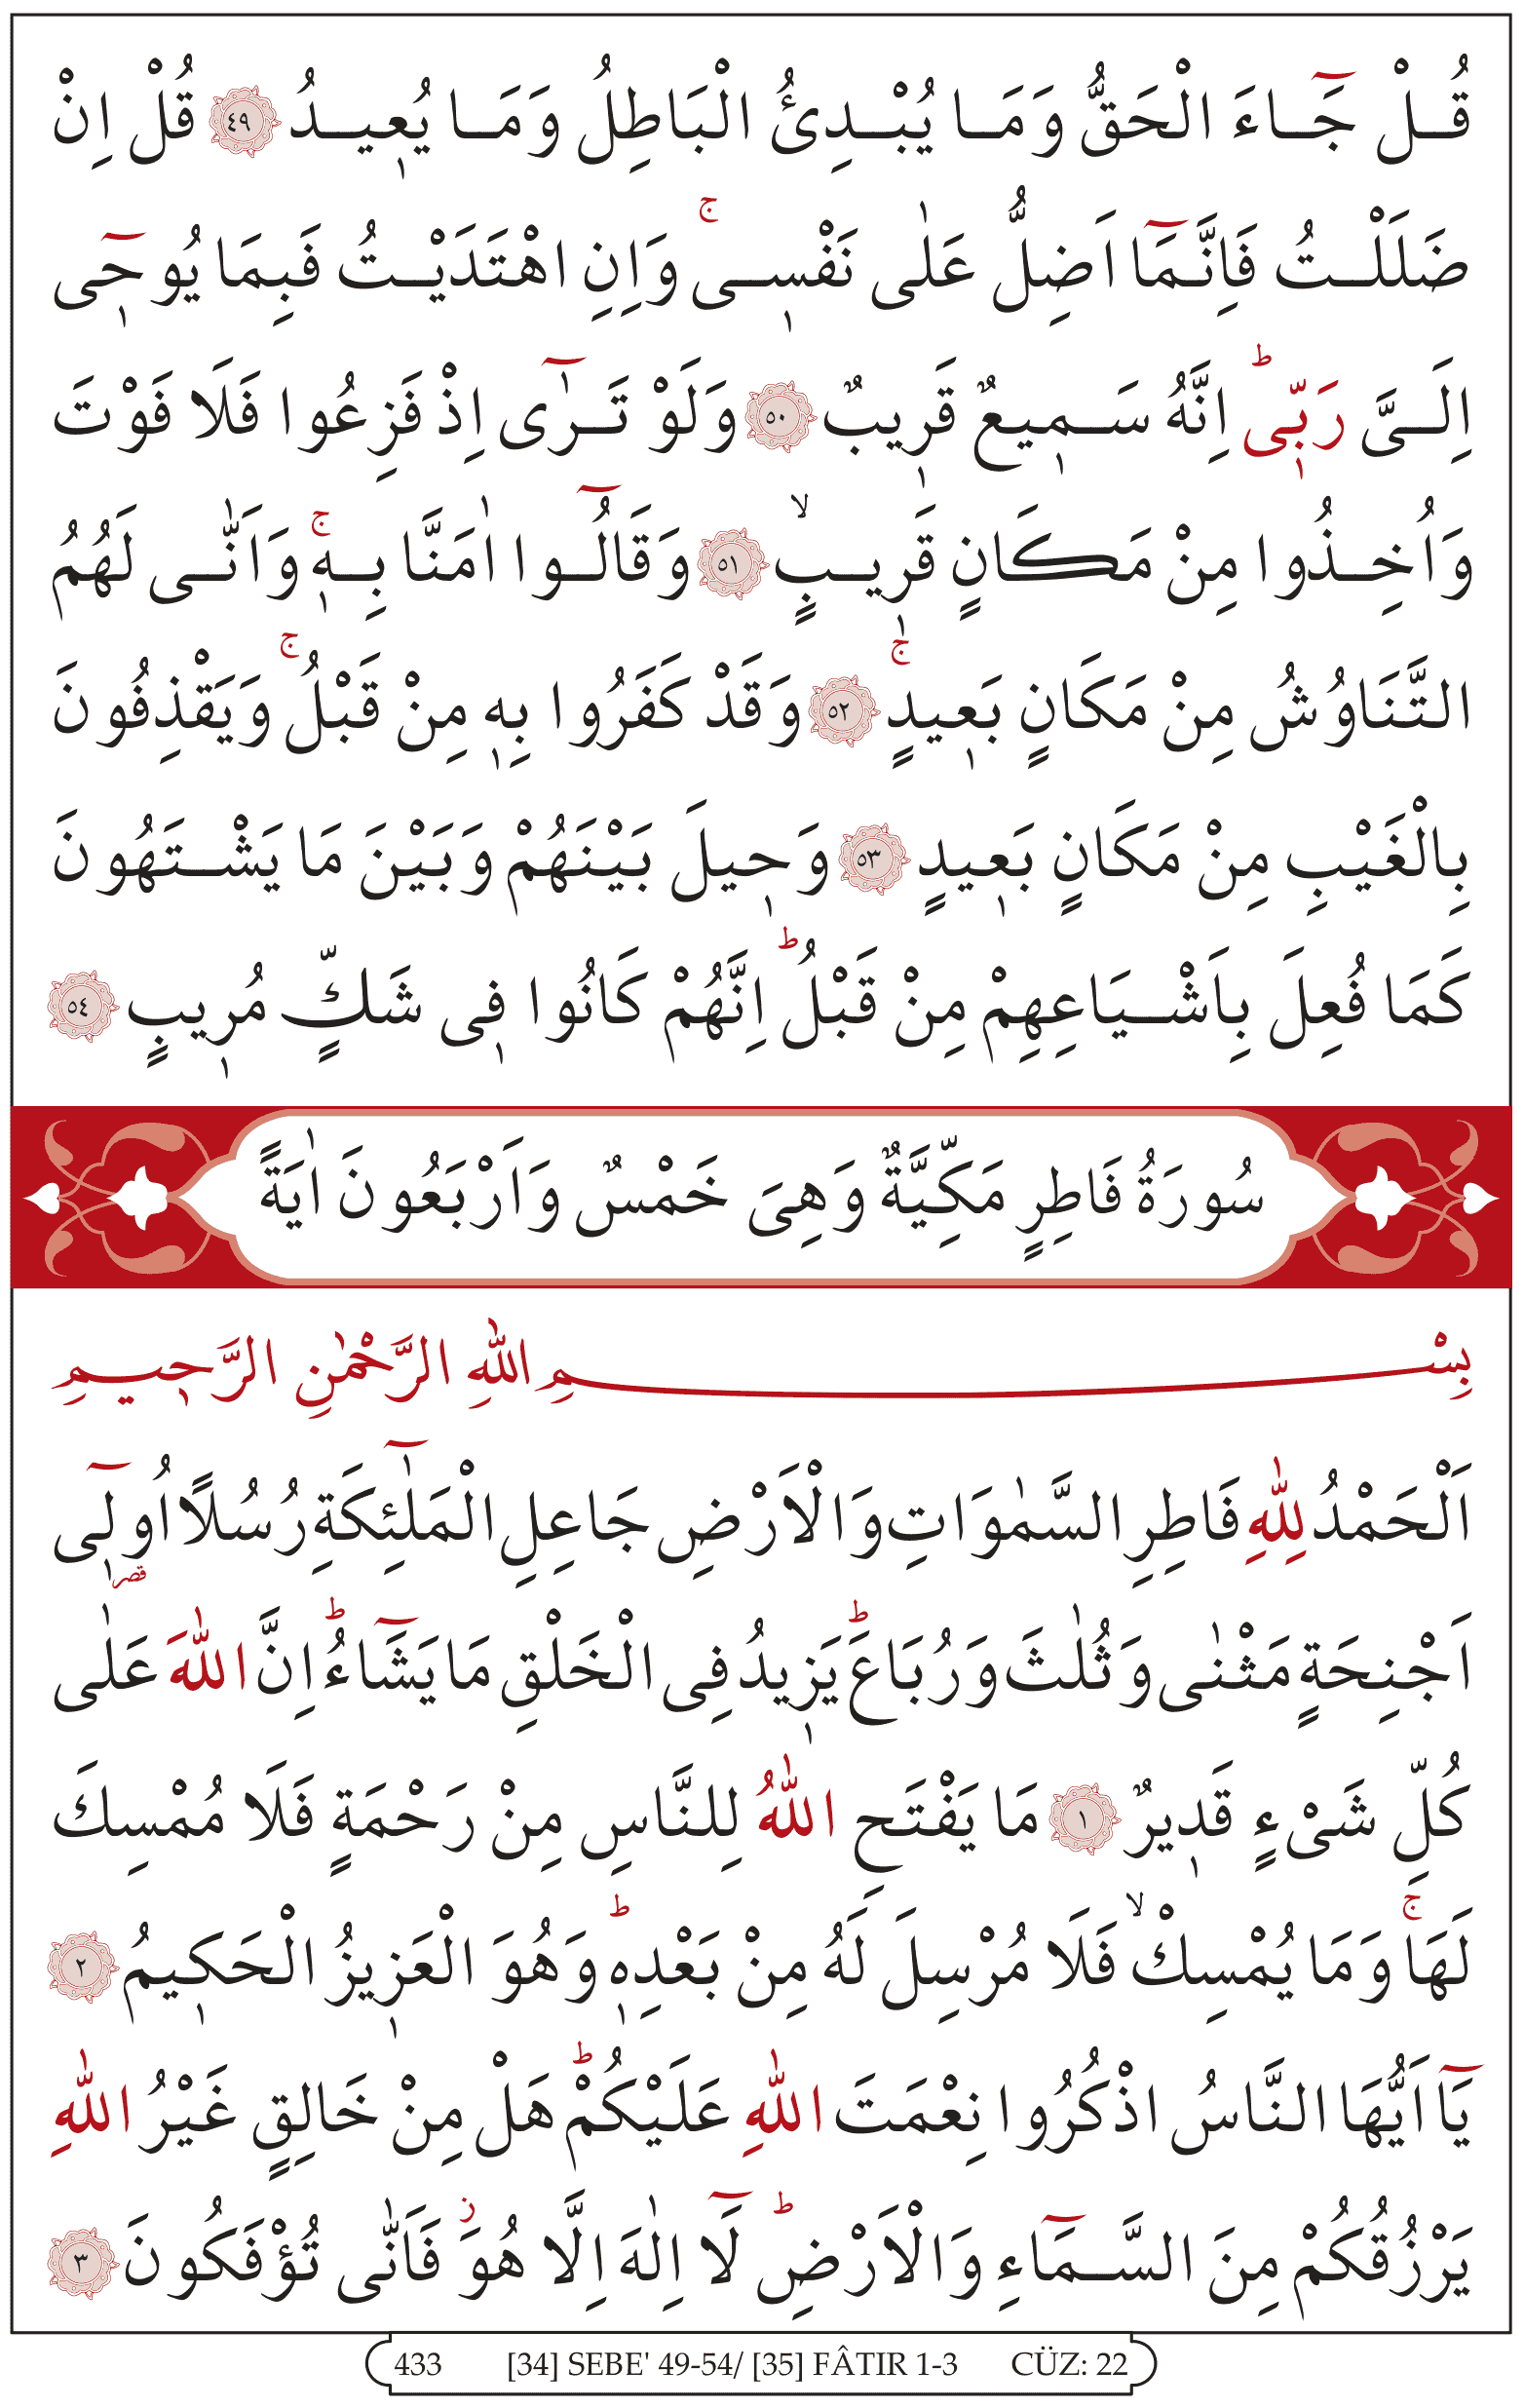 قُلْ جَٓاءَ الْحَقُّ وَمَا يُبْدِئُ الْبَاطِلُ وَمَا يُع۪يدُ ﴿٤٩﴾ قُلْ اِنْ
ضَلَلْتُ فَاِنَّمَٓا اَضِلُّ عَلٰى نَفْس۪ىۚ وَاِنِ اهْتَدَيْتُ فَبِمَا يُوح۪ٓى
اِلَىَّ رَبّ۪ىۜ اِنَّهُ سَم۪يعٌ قَر۪يبٌ ﴿٥٠﴾ وَلَوْ تَرٰٓى اِذْ فَزِعُوا فَلَا فَوْتَ
وَاُخِذُوا مِنْ مَكَانٍ قَر۪يبٍۙ ﴿٥١﴾ وَقَالُٓوا اٰمَنَّا بِه۪ۚ وَاَنّٰى لَهُمُ
التَّنَاوُشُ مِنْ مَكَانٍ بَع۪يدٍۚ ﴿٥٢﴾ وَقَدْ كَفَرُوا بِه۪ مِنْ قَبْلُۚ وَيَقْذِفُونَ
بِالْغَيْبِ مِنْ مَكَانٍ بَع۪يدٍ ﴿٥٣﴾ وَح۪يلَ بَيْنَهُمْ وَبَيْنَ مَا يَشْتَهُونَ
كَمَا فُعِلَ بِاَشْيَاعِهِمْ مِنْ قَبْلُۜ اِنَّهُمْ كَانُوا ف۪ى شَكٍّ مُر۪يبٍ ﴿٥٤﴾
سُورَةُ فَاطِرٍ مَكِّيَّةٌ وَهِىَ خَمْسٌ وَاَرْبَعُونَ اٰيَةً
بِسْمِ اللّٰهِ الرَّحْمٰنِ الرَّح۪يمِ
اَلْحَمْدُ لِلّٰهِ فَاطِرِ السَّمٰوَاتِ وَالْاَرْضِ جَاعِلِ الْمَلٰٓئِكَةِ رُسُلًا اُو۬ل۪ٓى
قصر
اَجْنِحَةٍ مَثْنٰى وَثُلٰثَ وَرُبَاعَۜ يَز۪يدُ فِى الْخَلْقِ مَا يَشَٓاءُۜ اِنَّ اللّٰهَ عَلٰى
كُلِّ شَىْءٍ قَد۪يرٌ ﴿١﴾ مَا يَفْتَحِ اللّٰهُ لِلنَّاسِ مِنْ رَحْمَةٍ فَلَا مُمْسِكَ
لَهَاۚ وَمَا يُمْسِكْۙ فَلَا مُرْسِلَ لَهُ مِنْ بَعْدِه۪ۜ وَهُوَ الْعَز۪يزُ الْحَك۪يمُ ﴿٢﴾
يَٓا اَيُّهَا النَّاسُ اذْكُرُوا نِعْمَتَ اللّٰهِ عَلَيْكُمْۜ هَلْ مِنْ خَالِقٍ غَيْرُ اللّٰهِ
يَرْزُقُكُمْ مِنَ السَّمَٓاءِ وَالْاَرْضِۜ لَٓا اِلٰهَ اِلَّا هُوَۘ فَاَنّٰى تُؤْفَكُونَ ﴿٣﴾
433 [34] SEBE' 49-54/ [35] FÂTIR 1-3 CÜZ: 22